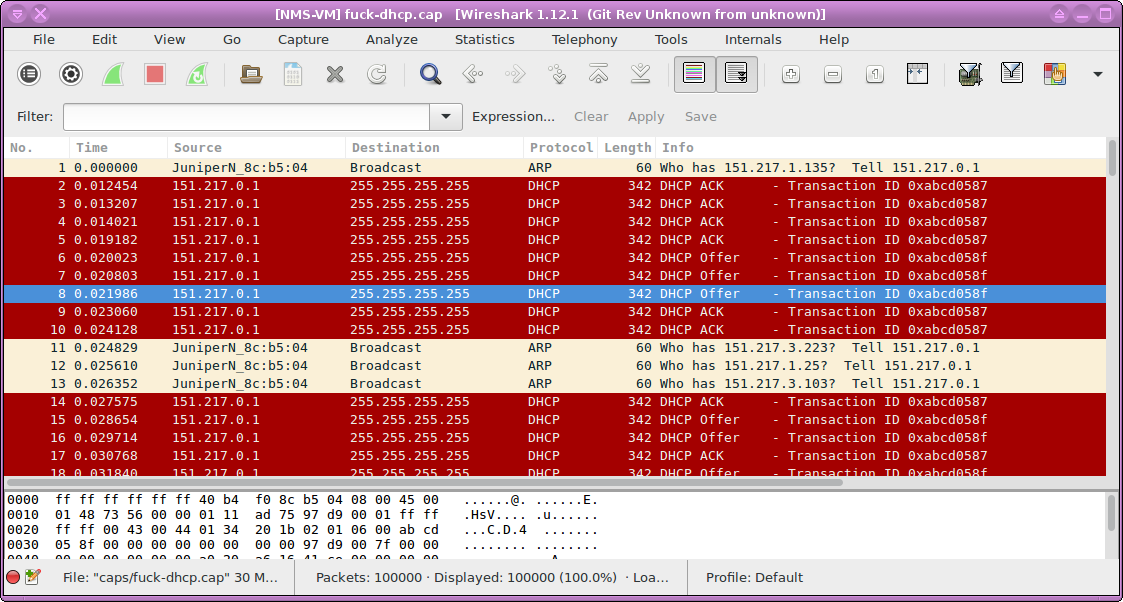 [NMS-VM] fuck-dhcp.cap   [Wireshark 1.12.1  (Git Rev Unknown from unknown)]
File Edit View Go Capture Analyze Statistics Telephony Tools Internals Help
Filter: Expression... Clear Apply Save
No. Time Source Destination Protocol Length Info
1 0.000000 JuniperN_8c:b5:04 Broadcast ARP 60 Who has 151.217.1.135?  Tell 151.217.0.1
2 0.012454 151.217.0.1 255.255.255.255 DHCP 342 DHCP ACK - Transaction ID 0xabcd0587
3 0.013207 151.217.0.1 255.255.255.255 DHCP 342 DHCP ACK - Transaction ID 0xabcd0587
4 0.014021 151.217.0.1 255.255.255.255 DHCP 342 DHCP ACK - Transaction ID 0xabcd0587
5 0.019182 151.217.0.1 255.255.255.255 DHCP 342 DHCP ACK - Transaction ID 0xabcd0587
6 0.020023 151.217.0.1 255.255.255.255 DHCP 342 DHCP Offer - Transaction ID 0xabcd058f
7 0.020803 151.217.0.1 255.255.255.255 DHCP 342 DHCP Offer - Transaction ID 0xabcd058f
8 0.021986 151.217.0.1 255.255.255.255 DHCP 342 DHCP Offer - Transaction ID 0xabcd058f
9 0.023060 151.217.0.1 255.255.255.255 DHCP 342 DHCP ACK - Transaction ID 0xabcd0587
10 0.024128 151.217.0.1 255.255.255.255 DHCP 342 DHCP ACK - Transaction ID 0xabcd0587
11 0.024829 JuniperN_8c:b5:04 Broadcast ARP 60 Who has 151.217.3.223?  Tell 151.217.0.1
12 0.025610 JuniperN_8c:b5:04 Broadcast ARP 60 Who has 151.217.1.25?  Tell 151.217.0.1
13 0.026352 JuniperN_8c:b5:04 Broadcast ARP 60 Who has 151.217.3.103?  Tell 151.217.0.1
14 0.027575 151.217.0.1 255.255.255.255 DHCP 342 DHCP ACK - Transaction ID 0xabcd0587
15 0.028654 151.217.0.1 255.255.255.255 DHCP 342 DHCP Offer - Transaction ID 0xabcd058f
16 0.029714 151.217.0.1 255.255.255.255 DHCP 342 DHCP Offer - Transaction ID 0xabcd058f
17 0.030768 151.217.0.1 255.255.255.255 DHCP 342 DHCP ACK - Transaction ID 0xabcd0587
18 0.031840 151.217.0.1 255.255.255.255 DHCP 342 DHCP Offer - Transaction ID 0xabcd058f
0000  ff ff ff ff ff ff 40 b4  f0 8c b5 04 08 00 45 00   ......@. ......E.
0010  01 48 73 56 00 00 01 11  ad 75 97 d9 00 01 ff ff   .HsV.... .u......
0020  ff ff 00 43 00 44 01 34  20 1b 02 01 06 00 ab cd   ...C.D.4  .......
0030  05 8f 00 00 00 00 00 00  00 00 97 d9 00 7f 00 00   ........ ........
File: "caps/fuck-dhcp.cap" 30 M... Packets: 100000 · Displayed: 100000 (100.0%)  · Loa... Profile: Default